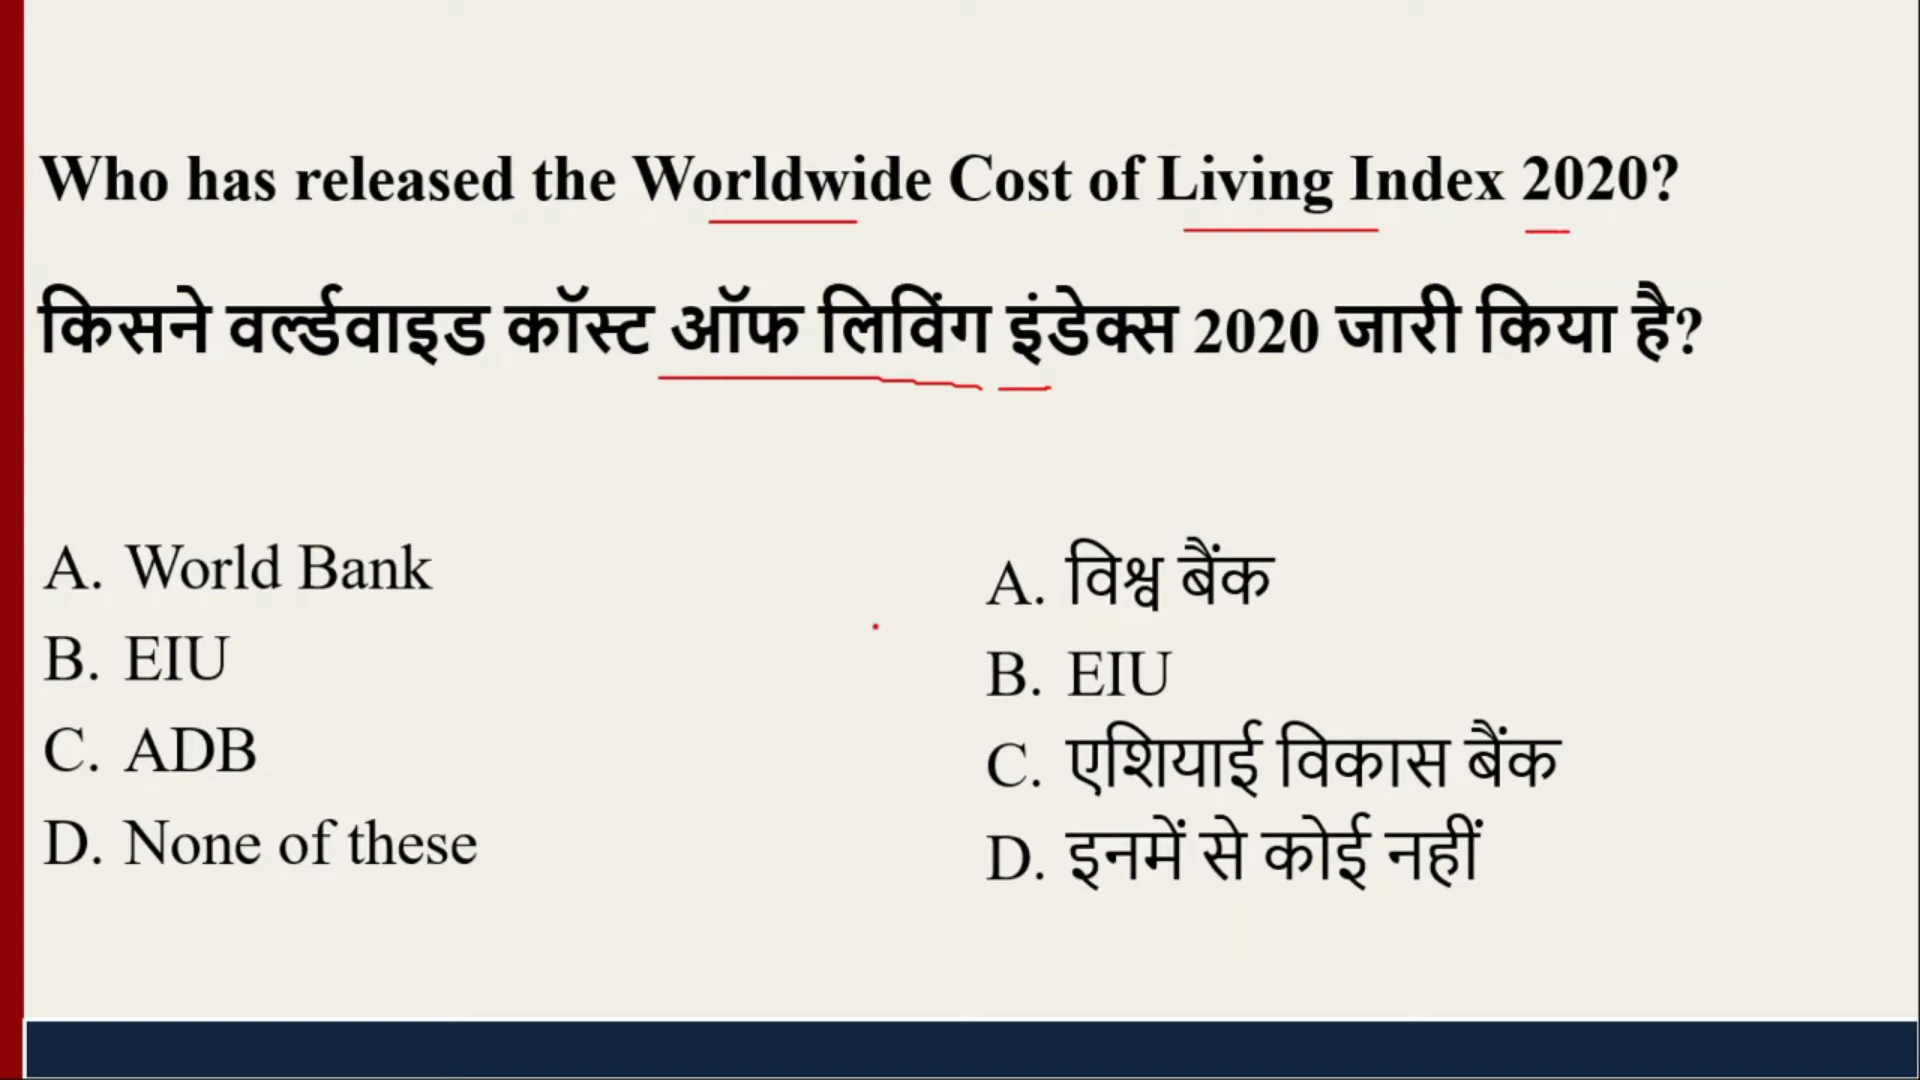 Who has released the Worldwide Cost of Living Index 2020?
किसने वर्ल्डवाइड कॉस्ट ऑफ लिविंग इंडेक्स 2020 जारी किया है?
A. World Bank
B. EIU
C. ADB
D. None of these
A. विश्व बैंक
B. EIU
C. एशियाई विकास बैंक
D. इनमें से कोई नहीं